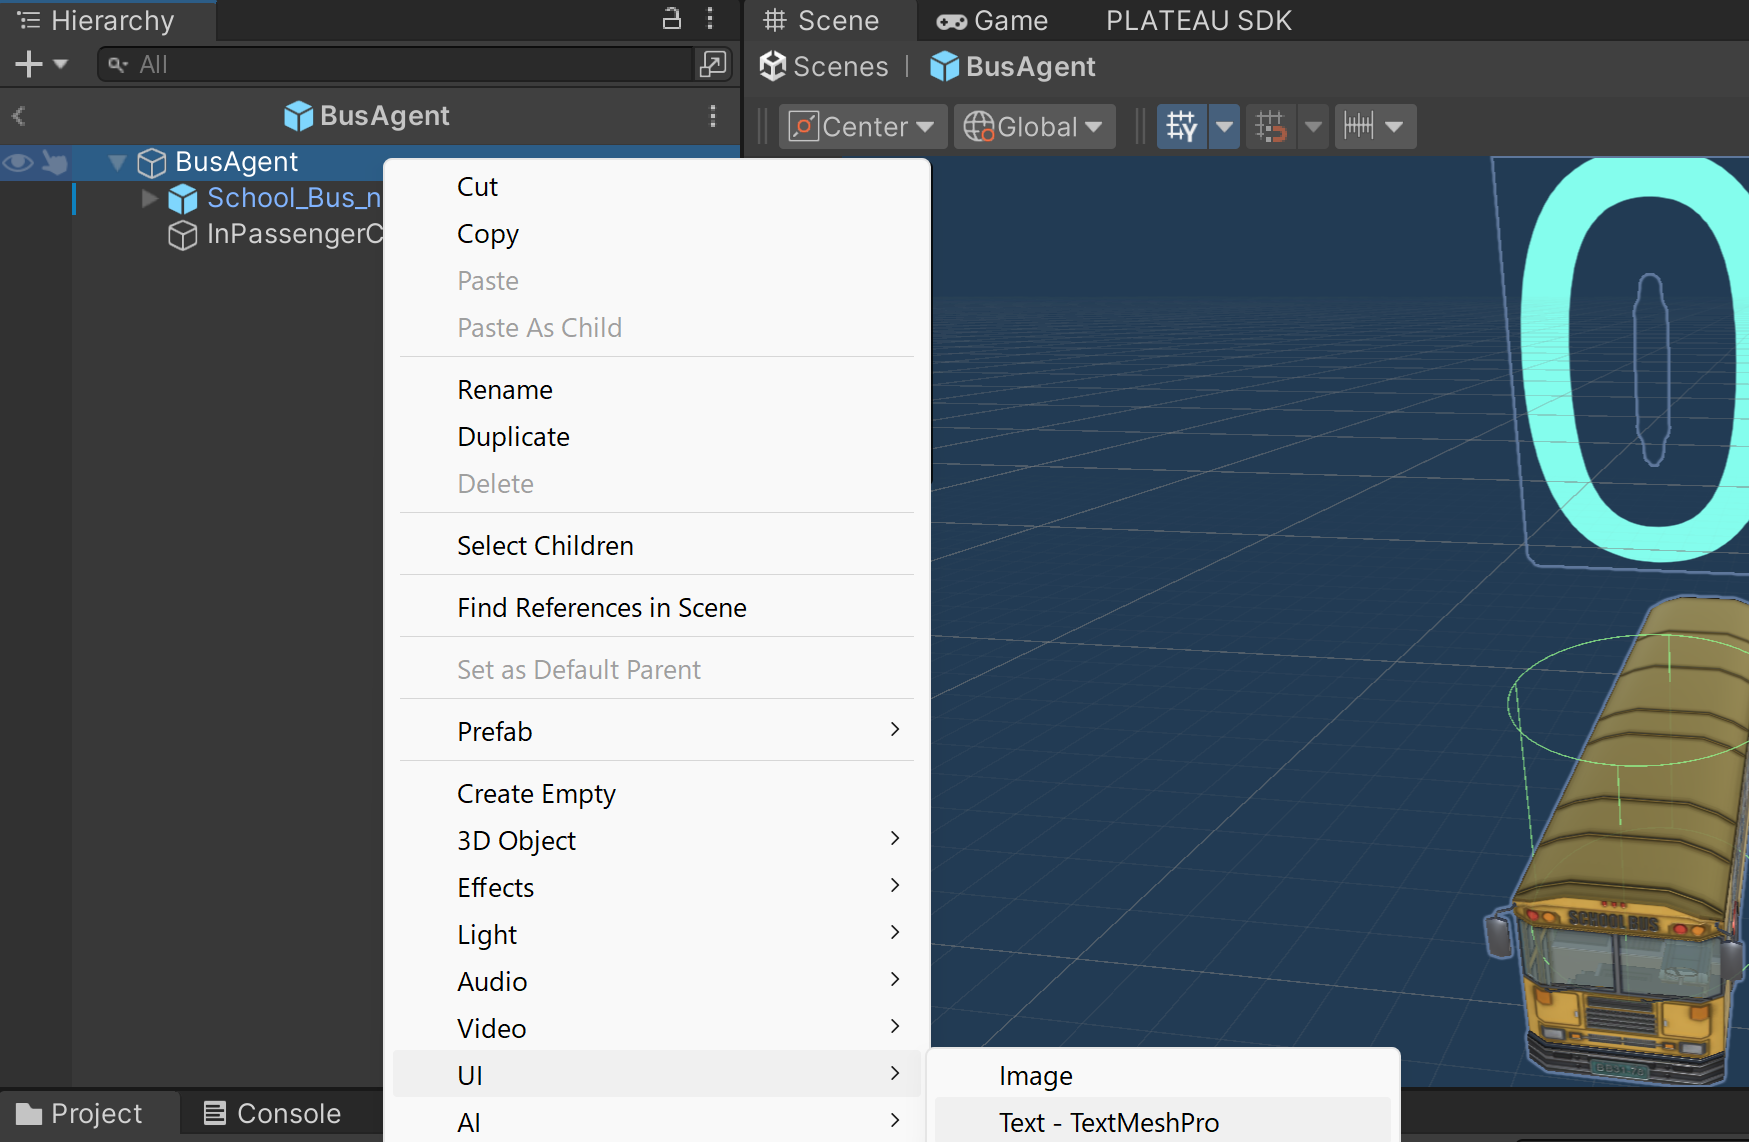 Hierarchy
All
BusAgent
BusAgent
School_Bus_n
InPassengerC
Scene
Game
PLATEAU SDK
Scenes
BusAgent
Center
Global
Cut
Copy
Paste
Paste As Child
Rename
Duplicate
Delete
Select Children
Find References in Scene
Set as Default Parent
Prefab
Create Empty
3D Object
Effects
Light
Audio
Video
UI
AI
Image
Text - TextMeshPro
0
SCHOOL BUS
Project
Console